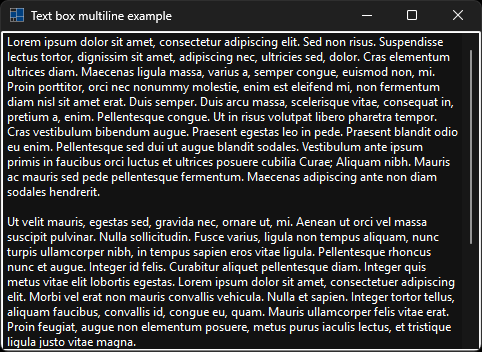 Text box multiline example
Lorem ipsum dolor sit amet, consectetur adipiscing elit. Sed non risus. Suspendisse
lectus tortor, dignissim sit amet, adipiscing nec, ultricies sed, dolor. Cras elementum
ultrices diam. Maecenas ligula massa, varius a, semper congue, euismod non, mi.
Proin porttitor, orci nec nonummy molestie, enim est eleifend mi, non fermentum
diam nisl sit amet erat. Duis semper. Duis arcu massa, scelerisque vitae, consequat in,
pretium a, enim. Pellentesque congue. Ut in risus volutpat libero pharetra tempor.
Cras vestibulum bibendum augue. Praesent egestas leo in pede. Praesent blandit odio
eu enim. Pellentesque sed dui ut augue blandit sodales. Vestibulum ante ipsum
primis in faucibus orci luctus et ultrices posuere cubilia Curae; Aliquam nibh. Mauris
ac mauris sed pede pellentesque fermentum. Maecenas adipiscing ante non diam
sodales hendrerit.
Ut velit mauris, egestas sed, gravida nec, ornare ut, mi. Aenean ut orci vel massa
suscipit pulvinar. Nulla sollicitudin. Fusce varius, ligula non tempus aliquam, nunc
turpis ullamcorper nibh, in tempus sapien eros vitae ligula. Pellentesque rhoncus
nunc et augue. Integer id felis. Curabitur aliquet pellentesque diam. Integer quis
metus vitae elit lobortis egestas. Lorem ipsum dolor sit amet, consectetuer adipiscing
elit. Morbi vel erat non mauris convallis vehicula. Nulla et sapien. Integer tortor tellus,
aliquam faucibus, convallis id, congue eu, quam. Mauris ullamcorper felis vitae erat.
Proin feugiat, augue non elementum posuere, metus purus iaculis lectus, et tristique
ligula justo vitae magna.